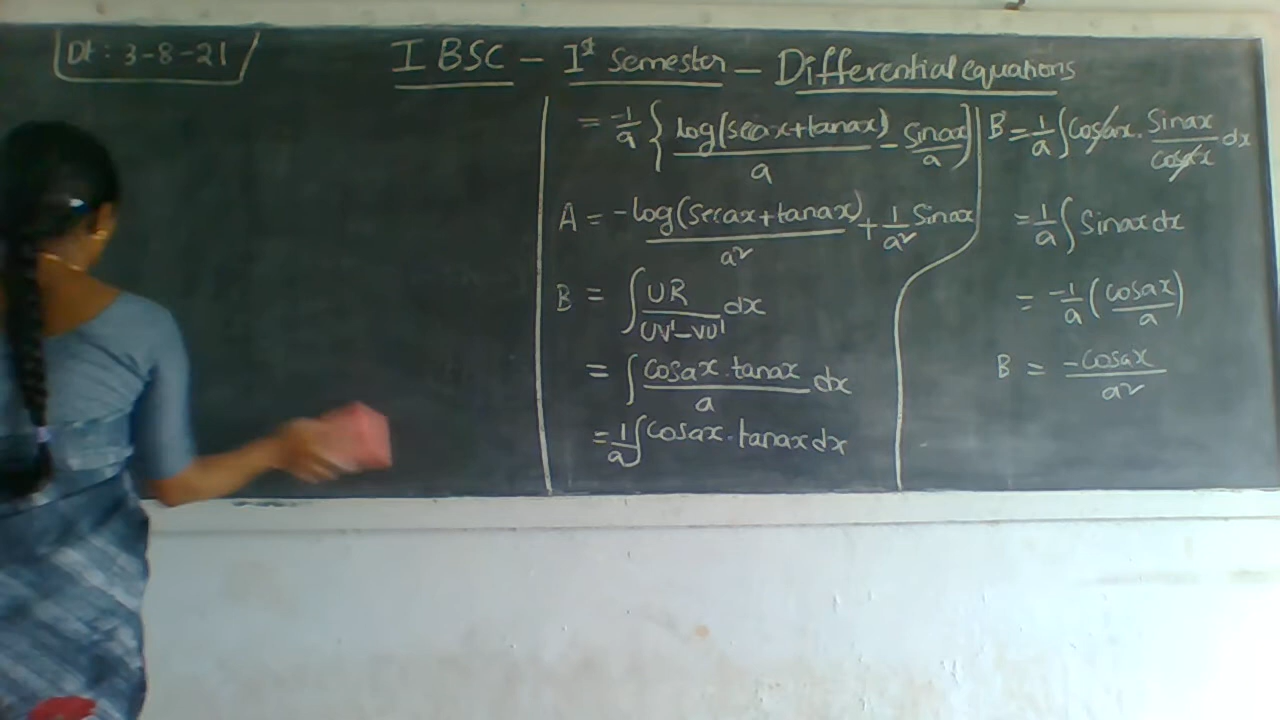 Dt : 3-8-21
I BSC - Ist Semester - Differential equations
= -1/a { log(secax+tanax)/a - sinax/a }
A = -log(secax+tanax)/a² + 1/a² Sinax
B = ∫ UR/(UV'-VU') dx
= ∫ (cosax . tanax)/a dx
= 1/a ∫ cosax . tanax dx
B = 1/a ∫ cosax . Sinax/cosax dx
= 1/a ∫ Sinax dx
= -1/a (cosax/a)
B = -cosax/a²